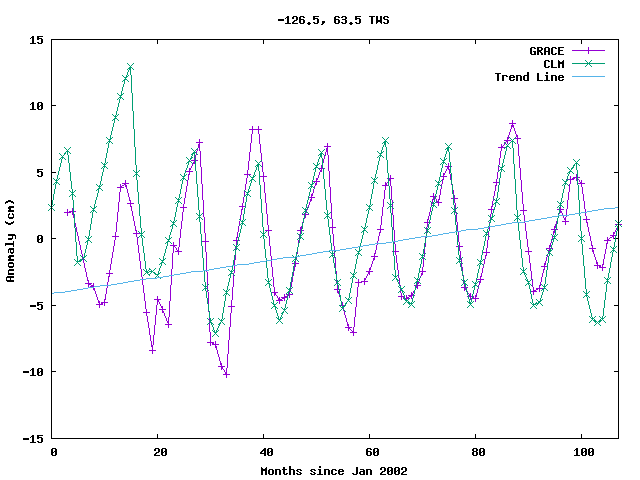 -126.5, 63.5 TWS
GRACE
CLM
Trend Line
15
10
5
0
-5
-10
-15
Anomaly (cm)
0 20 40 60 80 100
Months since Jan 2002